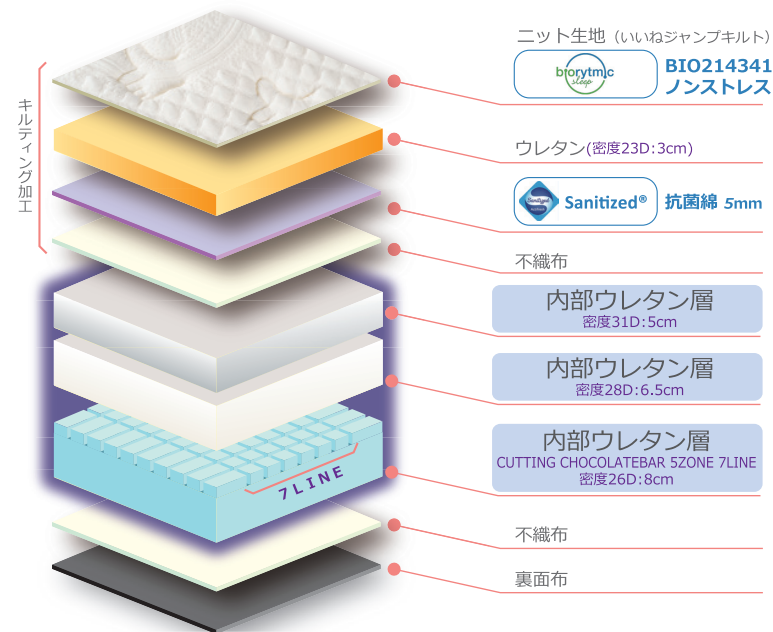 ニット生地（いいねジャンプキルト）
biorytmic
sleep
BIO214341
ノンストレス
キルティング加工
ウレタン(密度23D:3cm)
Sanitized
Sanitized® 抗菌綿 5mm
不織布
内部ウレタン層
密度31D:5cm
内部ウレタン層
密度28D:6.5cm
内部ウレタン層
CUTTING CHOCOLATEBAR 5ZONE 7LINE
密度26D:8cm
7LINE
不織布
裏面布